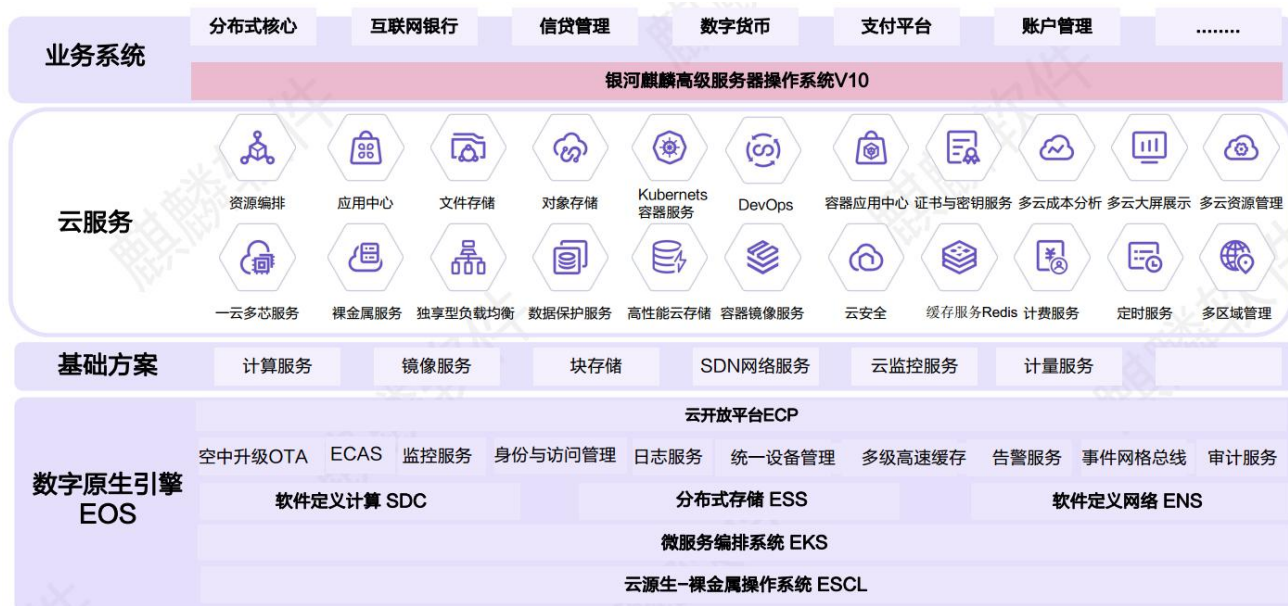 分布式核心 互联网银行 信贷管理 数字货币 支付平台 账户管理 ........
业务系统
银河麒麟高级服务器操作系统V10
云服务
资源编排 应用中心 文件存储 对象存储 Kubernets 容器服务 DevOps 容器应用中心 证书与密钥服务 多云成本分析 多云大屏展示 多云资源管理
一云多芯服务 裸金属服务 独享型负载均衡 数据保护服务 高性能云存储 容器镜像服务 云安全 缓存服务Redis 计费服务 定时服务 多区域管理
基础方案 计算服务 镜像服务 块存储 SDN网络服务 云监控服务 计量服务
数字原生引擎
EOS
云开放平台ECP
空中升级OTA ECAS 监控服务 身份与访问管理 日志服务 统一设备管理 多级高速缓存 告警服务 事件网格总线 审计服务
软件定义计算 SDC 分布式存储 ESS 软件定义网络 ENS
微服务编排系统 EKS
云源生-裸金属操作系统 ESCL
麒麟软件